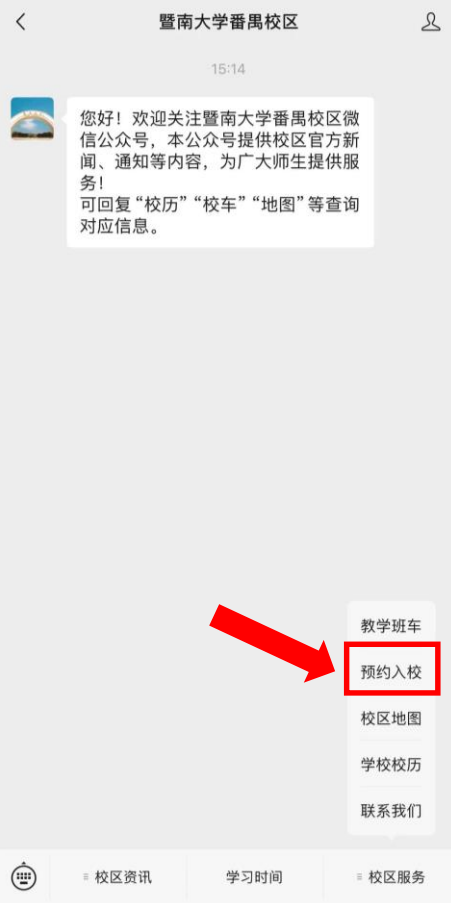 暨南大学番禺校区
15:14
您好！欢迎关注暨南大学番禺校区微
信公众号，本公众号提供校区官方新
闻、通知等内容，为广大师生提供服
务！
可回复“校历”“校车”“地图”等查询
对应信息。
教学班车
预约入校
校区地图
学校校历
联系我们
校区资讯
学习时间
校区服务